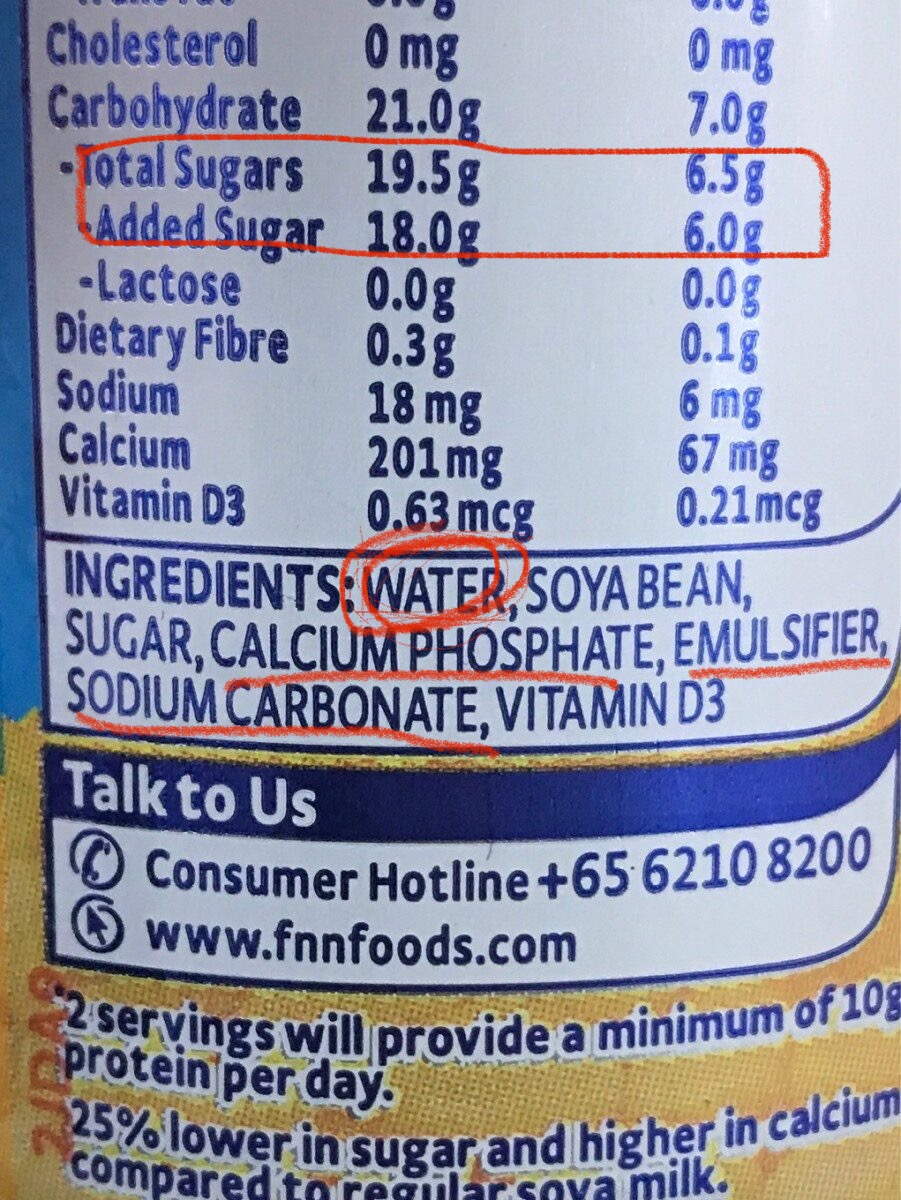 Cholesterol 0 mg 0 mg
Carbohydrate 21.0g 7.0g
-Total Sugars 19.5g 6.5g
-Added Sugar 18.0g 6.0g
-Lactose 0.0g 0.0g
Dietary Fibre 0.3g 0.1g
Sodium 18 mg 6 mg
Calcium 201mg 67 mg
Vitamin D3 0.63 mcg 0.21mcg
INGREDIENTS: WATER, SOYA BEAN,
SUGAR, CALCIUM PHOSPHATE, EMULSIFIER,
SODIUM CARBONATE, VITAMIN D3
Talk to Us
Consumer Hotline +65 6210 8200
www.fnnfoods.com
*2 servings will provide a minimum of 10g
protein per day.
25% lower in sugar and higher in calcium
compared to regular soya milk.